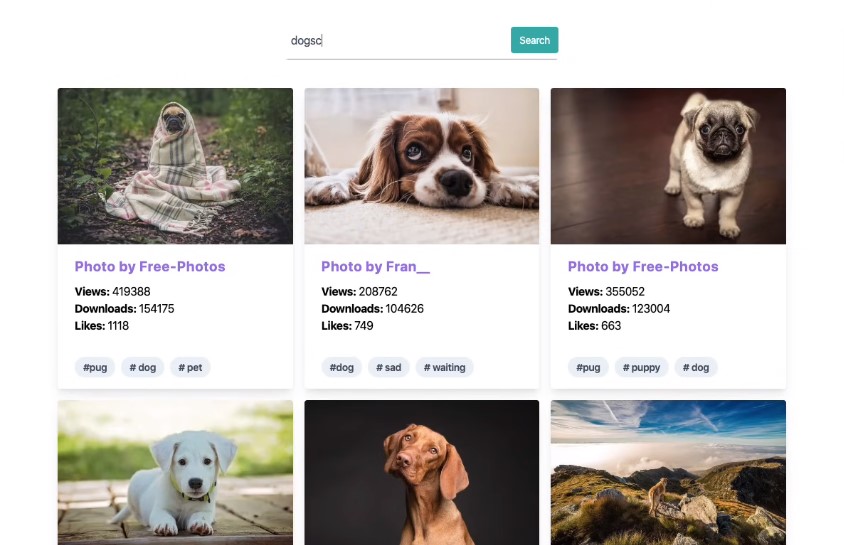 dogsc
Search
Photo by Free-Photos
Views: 419388
Downloads: 154175
Likes: 1118
#pug # dog # pet
Photo by Fran__
Views: 208762
Downloads: 104626
Likes: 749
#dog # sad # waiting
Photo by Free-Photos
Views: 355052
Downloads: 123004
Likes: 663
#pug # puppy # dog